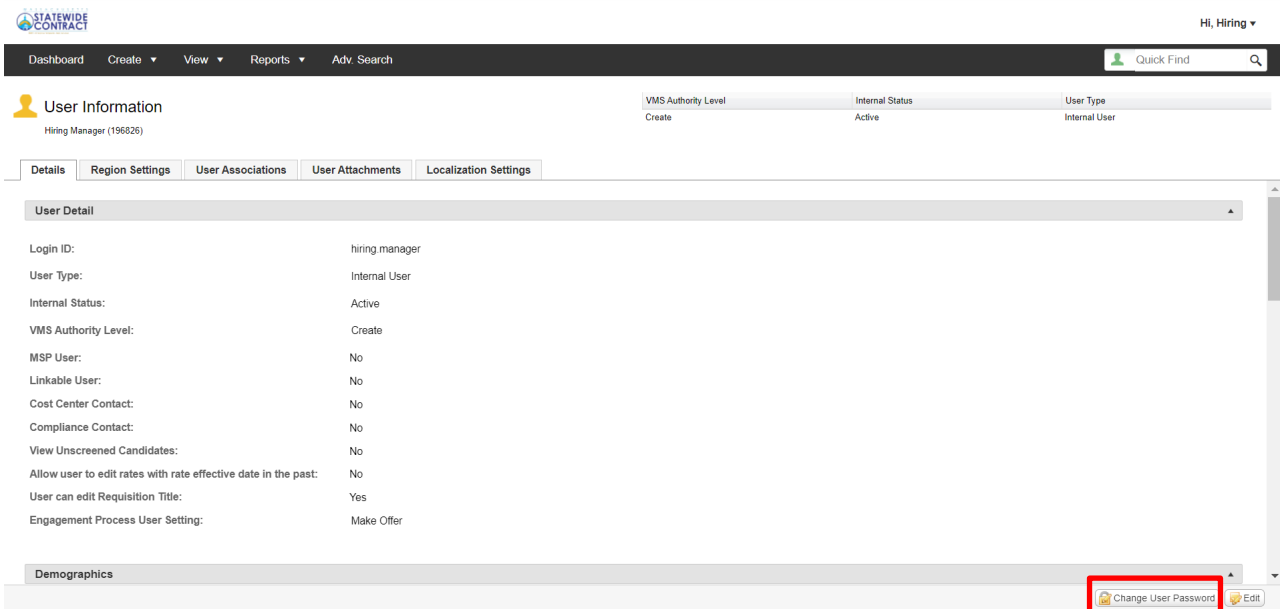 STATEWIDE
CONTRACT
Hi, Hiring ▾
Dashboard Create ▼ View ▼ Reports ▼ Adv. Search Quick Find
User Information
Hiring Manager (196826)
VMS Authority Level Internal Status User Type
Create Active Internal User
Details Region Settings User Associations User Attachments Localization Settings
User Detail
Login ID: hiring.manager
User Type: Internal User
Internal Status: Active
VMS Authority Level: Create
MSP User: No
Linkable User: No
Cost Center Contact: No
Compliance Contact: No
View Unscreened Candidates: No
Allow user to edit rates with rate effective date in the past: No
User can edit Requisition Title: Yes
Engagement Process User Setting: Make Offer
Demographics
Change User Password Edit